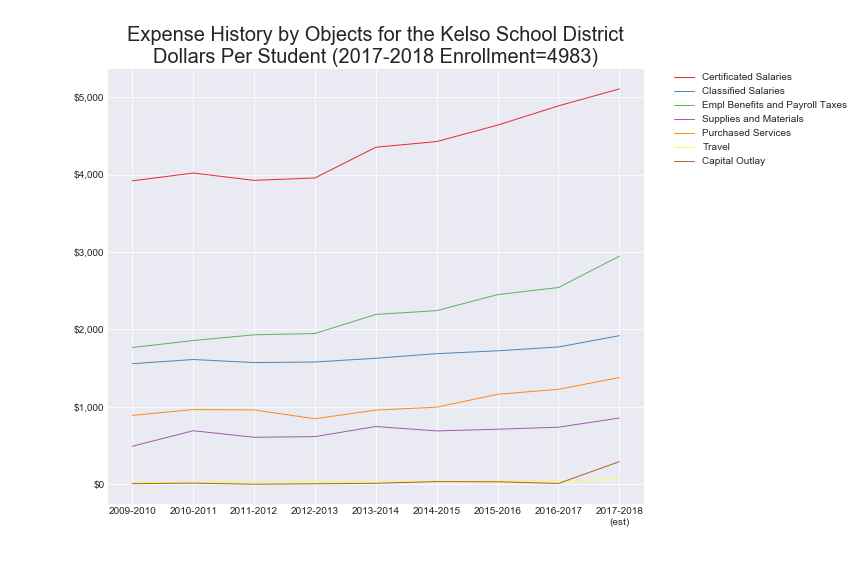 Expense History by Objects for the Kelso School District
Dollars Per Student (2017-2018 Enrollment=4983)
Certificated Salaries
Classified Salaries
Empl Benefits and Payroll Taxes
Supplies and Materials
Purchased Services
Travel
Capital Outlay
$5,000
$4,000
$3,000
$2,000
$1,000
$0
2009-2010 2010-2011 2011-2012 2012-2013 2013-2014 2014-2015 2015-2016 2016-2017 2017-2018
(est)